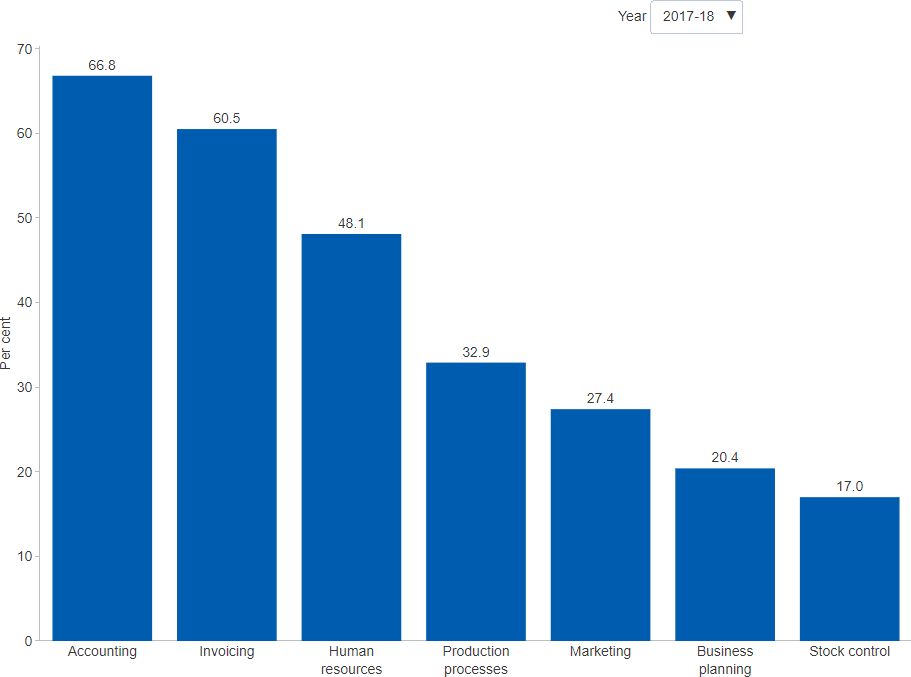 Year 2017-18 ▼
Per cent
70
60
50
40
30
20
10
0
66.8
60.5
48.1
32.9
27.4
20.4
17.0
Accounting
Invoicing
Human
resources
Production
processes
Marketing
Business
planning
Stock control